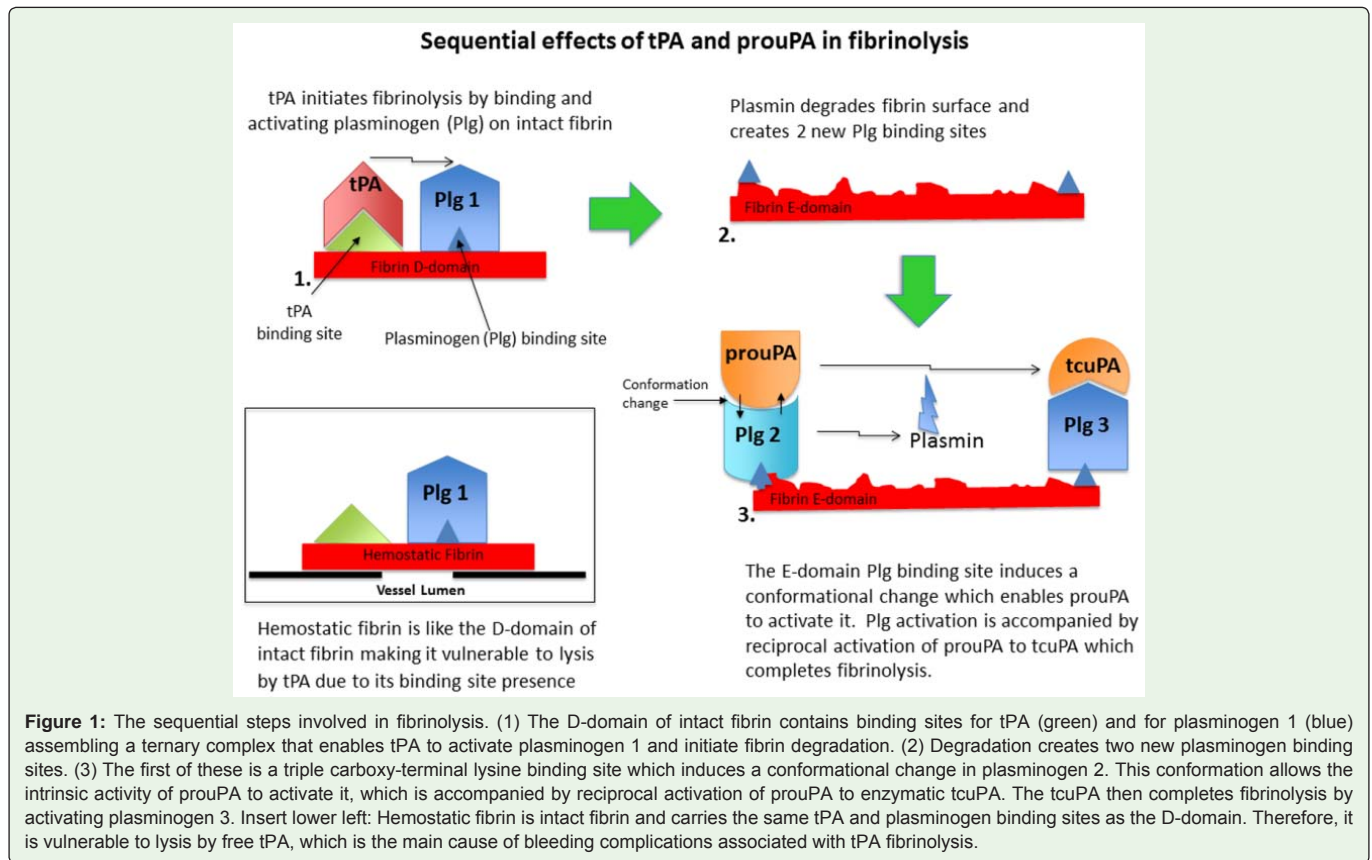 Sequential effects of tPA and prouPA in fibrinolysis
tPA initiates fibrinolysis by binding and
activating plasminogen (Plg) on intact fibrin
tPA
Plg 1
Fibrin D-domain
1.
tPA
binding site
Plasminogen (Plg) binding site
Plasmin degrades fibrin surface and
creates 2 new Plg binding sites
Fibrin E-domain
2.
prouPA
tcuPA
Conformation
change
Plg 2
Plasmin
Plg 3
Fibrin E-domain
3.
The E-domain Plg binding site induces a
conformational change which enables prouPA
to activate it. Plg activation is accompanied by
reciprocal activation of prouPA to tcuPA which
completes fibrinolysis.
Plg 1
Hemostatic Fibrin
Vessel Lumen
Hemostatic fibrin is like the D-domain of
intact fibrin making it vulnerable to lysis
by tPA due to its binding site presence
Figure 1: The sequential steps involved in fibrinolysis. (1) The D-domain of intact fibrin contains binding sites for tPA (green) and for plasminogen 1 (blue)
assembling a ternary complex that enables tPA to activate plasminogen 1 and initiate fibrin degradation. (2) Degradation creates two new plasminogen binding
sites. (3) The first of these is a triple carboxy-terminal lysine binding site which induces a conformational change in plasminogen 2. This conformation allows the
intrinsic activity of prouPA to activate it, which is accompanied by reciprocal activation of prouPA to enzymatic tcuPA. The tcuPA then completes fibrinolysis by
activating plasminogen 3. Insert lower left: Hemostatic fibrin is intact fibrin and carries the same tPA and plasminogen binding sites as the D-domain. Therefore, it
is vulnerable to lysis by free tPA, which is the main cause of bleeding complications associated with tPA fibrinolysis.